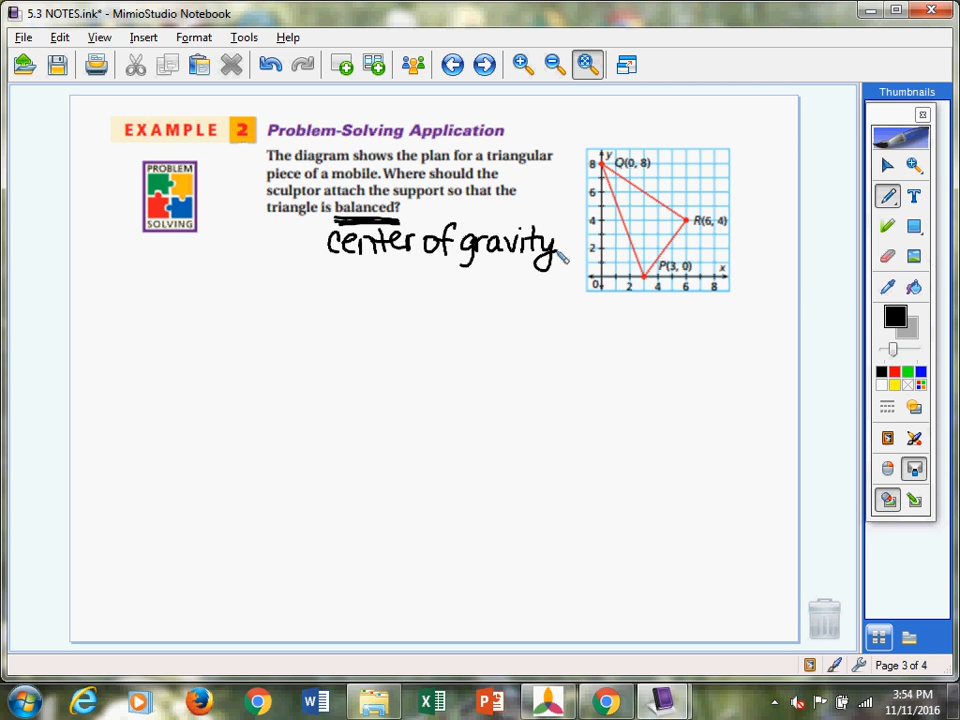 5.3 NOTES.ink* - MimioStudio Notebook
File Edit View Insert Format Tools Help
Thumbnails
EXAMPLE 2 Problem-Solving Application
PROBLEM
SOLVING
The diagram shows the plan for a triangular
piece of a mobile. Where should the
sculptor attach the support so that the
triangle is balanced?
center of gravity
y
8 Q(0, 8)
6
4 R(6, 4)
2
P(3, 0) x
0 2 4 6 8
T
Page 3 of 4
3:54 PM
11/11/2016